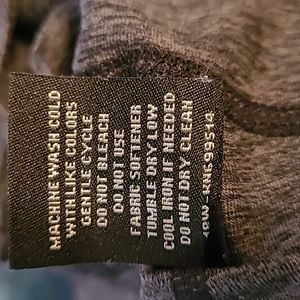 MACHINE WASH COLD
WITH LIKE COLORS
GENTLE CYCLE
DO NOT BLEACH
DO NOT USE
FABRIC SOFTENER
TUMBLE DRY LOW
COOL IRON IF NEEDED
DO NOT DRY CLEAN